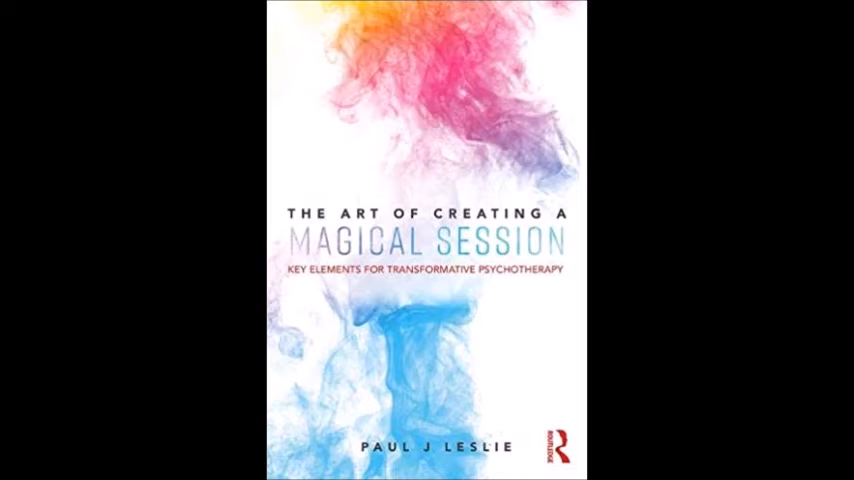 THE ART OF CREATING A
MAGICAL SESSION
KEY ELEMENTS FOR TRANSFORMATIVE PSYCHOTHERAPY
PAUL J LESLIE
ROUTLEDGE